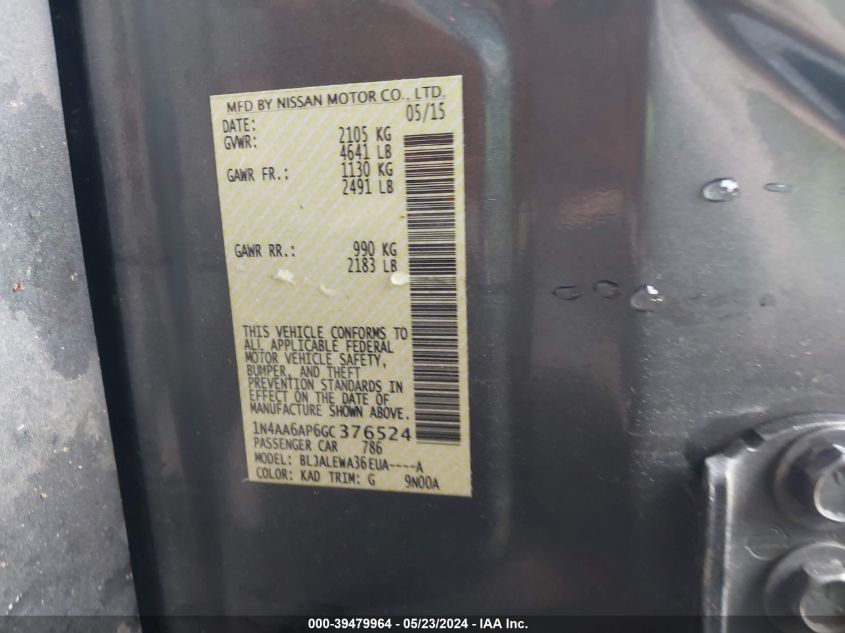 MFD BY NISSAN MOTOR CO., LTD.
DATE: 05/15
GVWR: 2105 KG
4641 LB
GAWR FR.: 1130 KG
2491 LB
GAWR RR.: 990 KG
2183 LB
THIS VEHICLE CONFORMS TO
ALL APPLICABLE FEDERAL
MOTOR VEHICLE SAFETY,
BUMPER, AND THEFT
PREVENTION STANDARDS IN
EFFECT ON THE DATE OF
MANUFACTURE SHOWN ABOVE.
1N4AA6AP6GC376524
PASSENGER CAR 786
MODEL: BLJALEWA36EUA----A
COLOR: KAD TRIM: G 9N00A
000-39479964 - 05/23/2024 - IAA Inc.